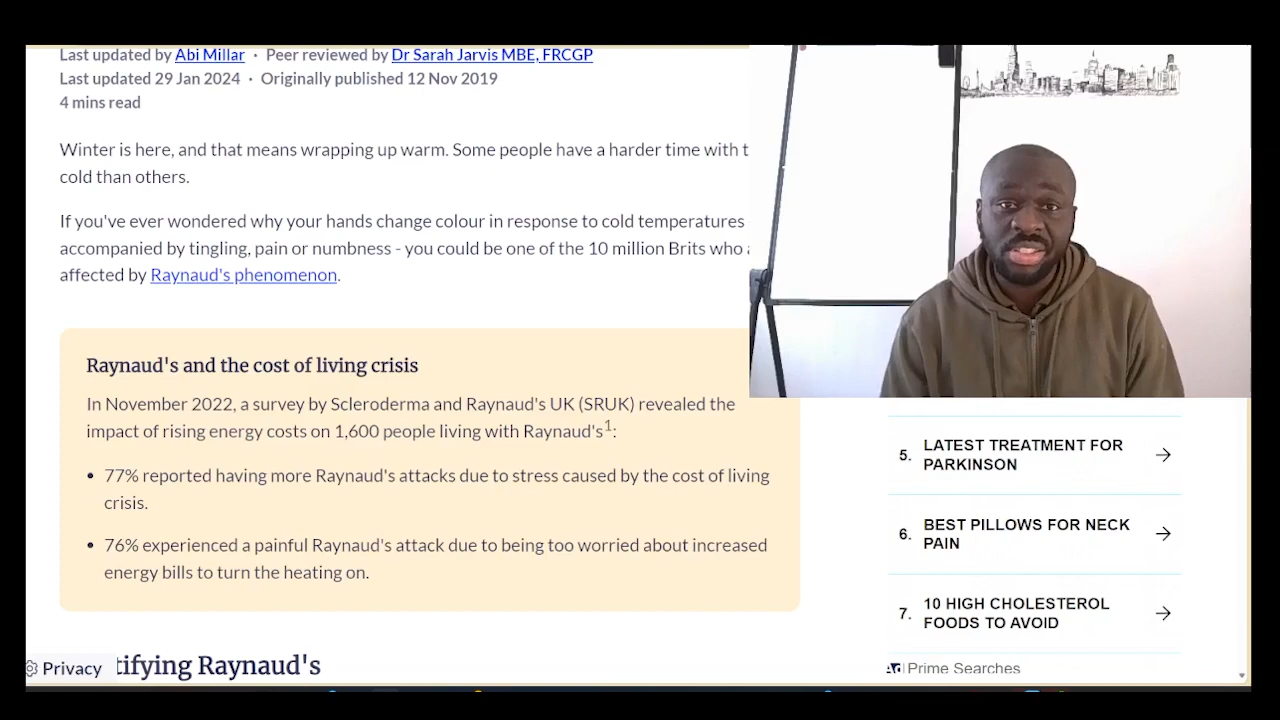 Last updated by Abi Millar · Peer reviewed by Dr Sarah Jarvis MBE, FRCGP
Last updated 29 Jan 2024 · Originally published 12 Nov 2019
4 mins read
Winter is here, and that means wrapping up warm. Some people have a harder time with
cold than others.
If you've ever wondered why your hands change colour in response to cold temperatures
accompanied by tingling, pain or numbness - you could be one of the 10 million Brits who
affected by Raynaud's phenomenon.
Raynaud's and the cost of living crisis
In November 2022, a survey by Scleroderma and Raynaud's UK (SRUK) revealed the
impact of rising energy costs on 1,600 people living with Raynaud's1:
• 77% reported having more Raynaud's attacks due to stress caused by the cost of living
crisis.
• 76% experienced a painful Raynaud's attack due to being too worried about increased
energy bills to turn the heating on.
tifying Raynaud's
Privacy
5. LATEST TREATMENT FOR
PARKINSON
6. BEST PILLOWS FOR NECK
PAIN
7. 10 HIGH CHOLESTEROL
FOODS TO AVOID
Ad Prime Searches